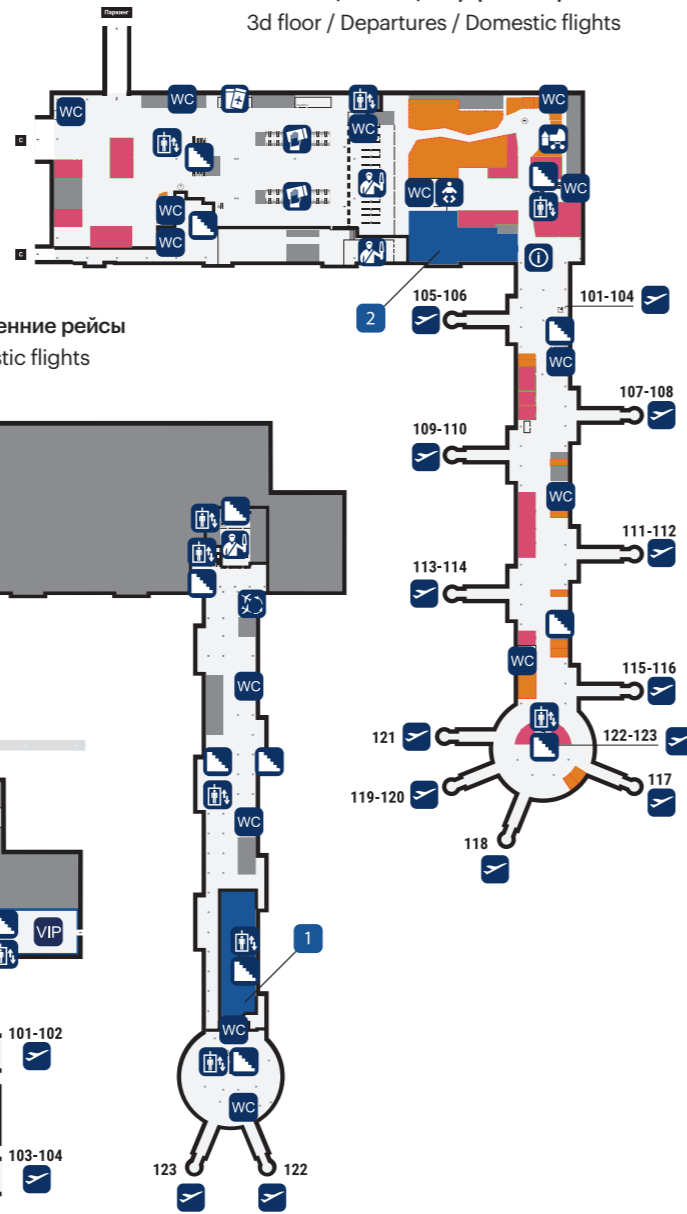 3d floor / Departures / Domestic flights
Паркинг
WC
WC
WC
C
WC
WC
WC
WC
C
WC
2
105-106
101-104
енние рейсы
stic flights
WC
107-108
109-110
WC
111-112
113-114
WC
115-116
WC
121
122-123
119-120
117
118
WC
VIP
1
WC
101-102
WC
103-104
123
122